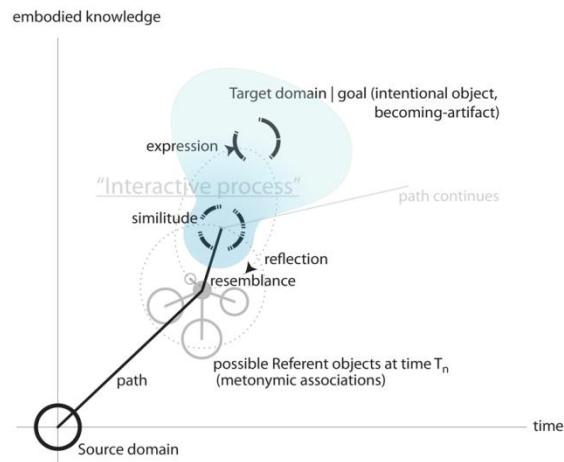 embodied knowledge
Target domain | goal (intentional object,
becoming-artifact)
expression
"Interactive process"
path continues
similitude
reflection
resemblance
possible Referent objects at time Tn
(metonymic associations)
path
time
Source domain